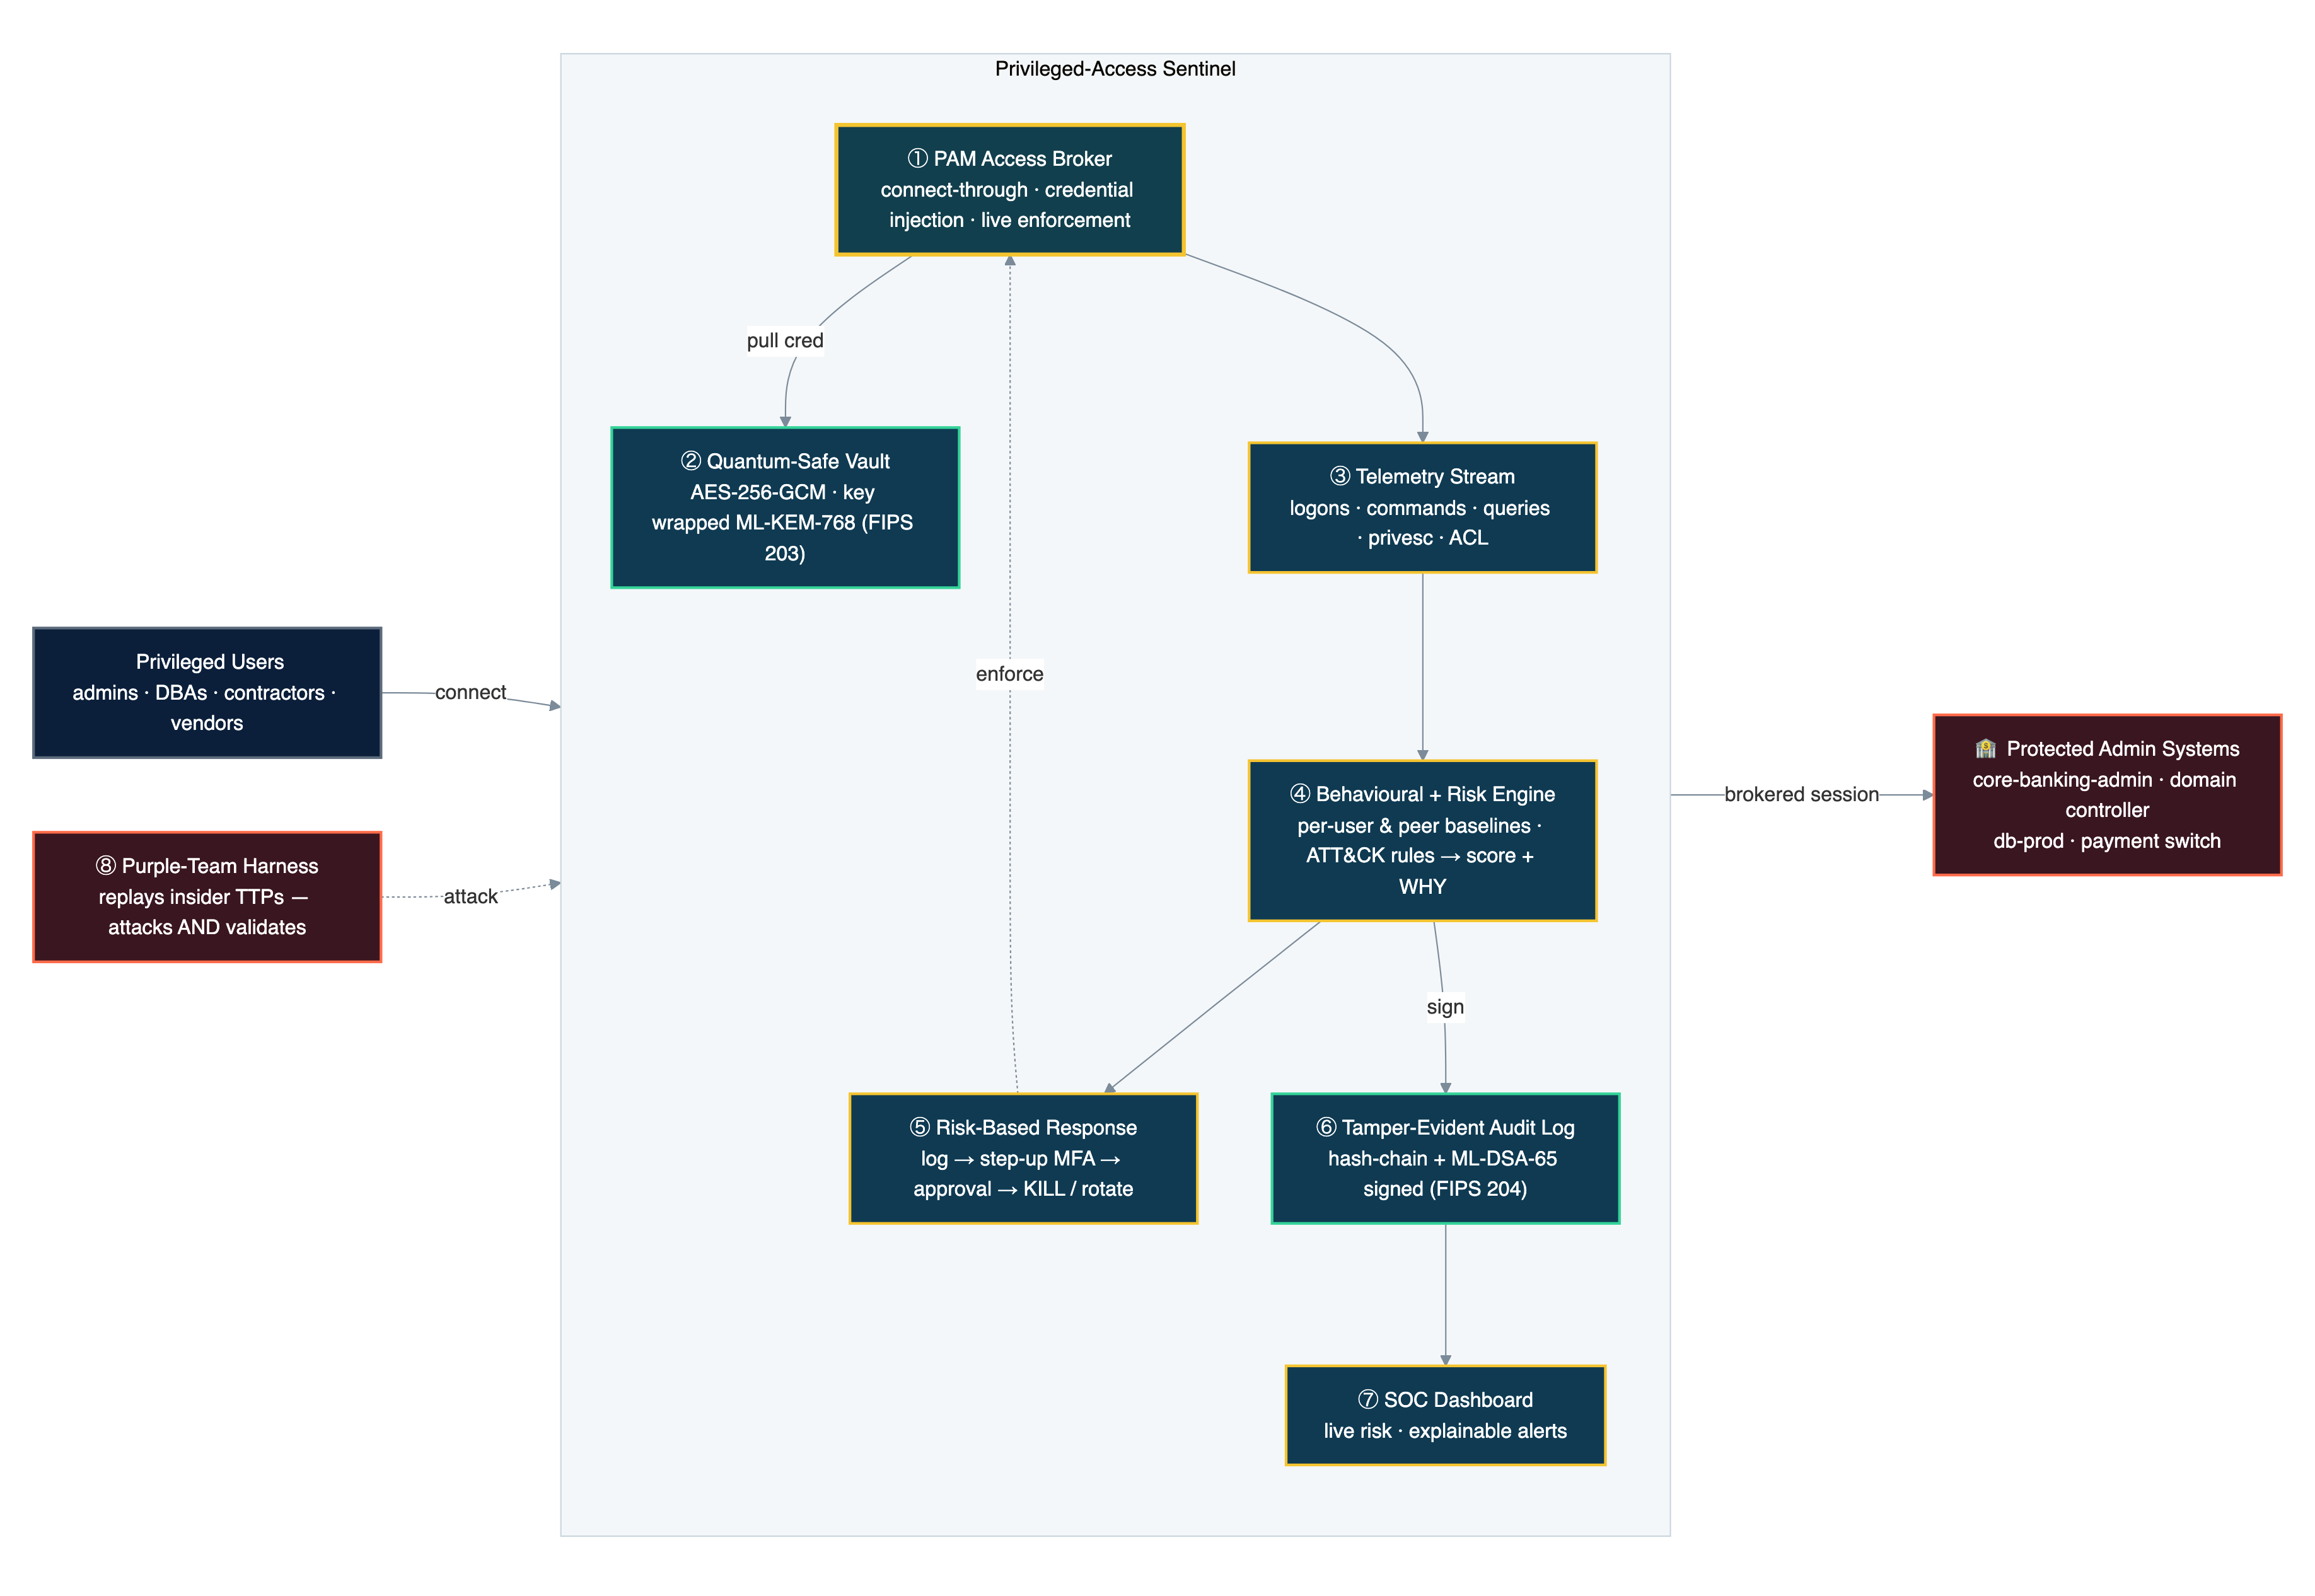 Privileged-Access Sentinel
① PAM Access Broker
connect-through · credential
injection · live enforcement
pull cred
② Quantum-Safe Vault
AES-256-GCM · key
wrapped ML-KEM-768 (FIPS
203)
③ Telemetry Stream
logons · commands · queries
· privesc · ACL
Privileged Users
admins · DBAs · contractors ·
vendors
connect
enforce
⑧ Purple-Team Harness
replays insider TTPs —
attacks AND validates
attack
④ Behavioural + Risk Engine
per-user & peer baselines ·
ATT&CK rules → score +
WHY
brokered session
Protected Admin Systems
core-banking-admin · domain
controller
db-prod · payment switch
sign
⑤ Risk-Based Response
log → step-up MFA →
approval → KILL / rotate
⑥ Tamper-Evident Audit Log
hash-chain + ML-DSA-65
signed (FIPS 204)
⑦ SOC Dashboard
live risk · explainable alerts